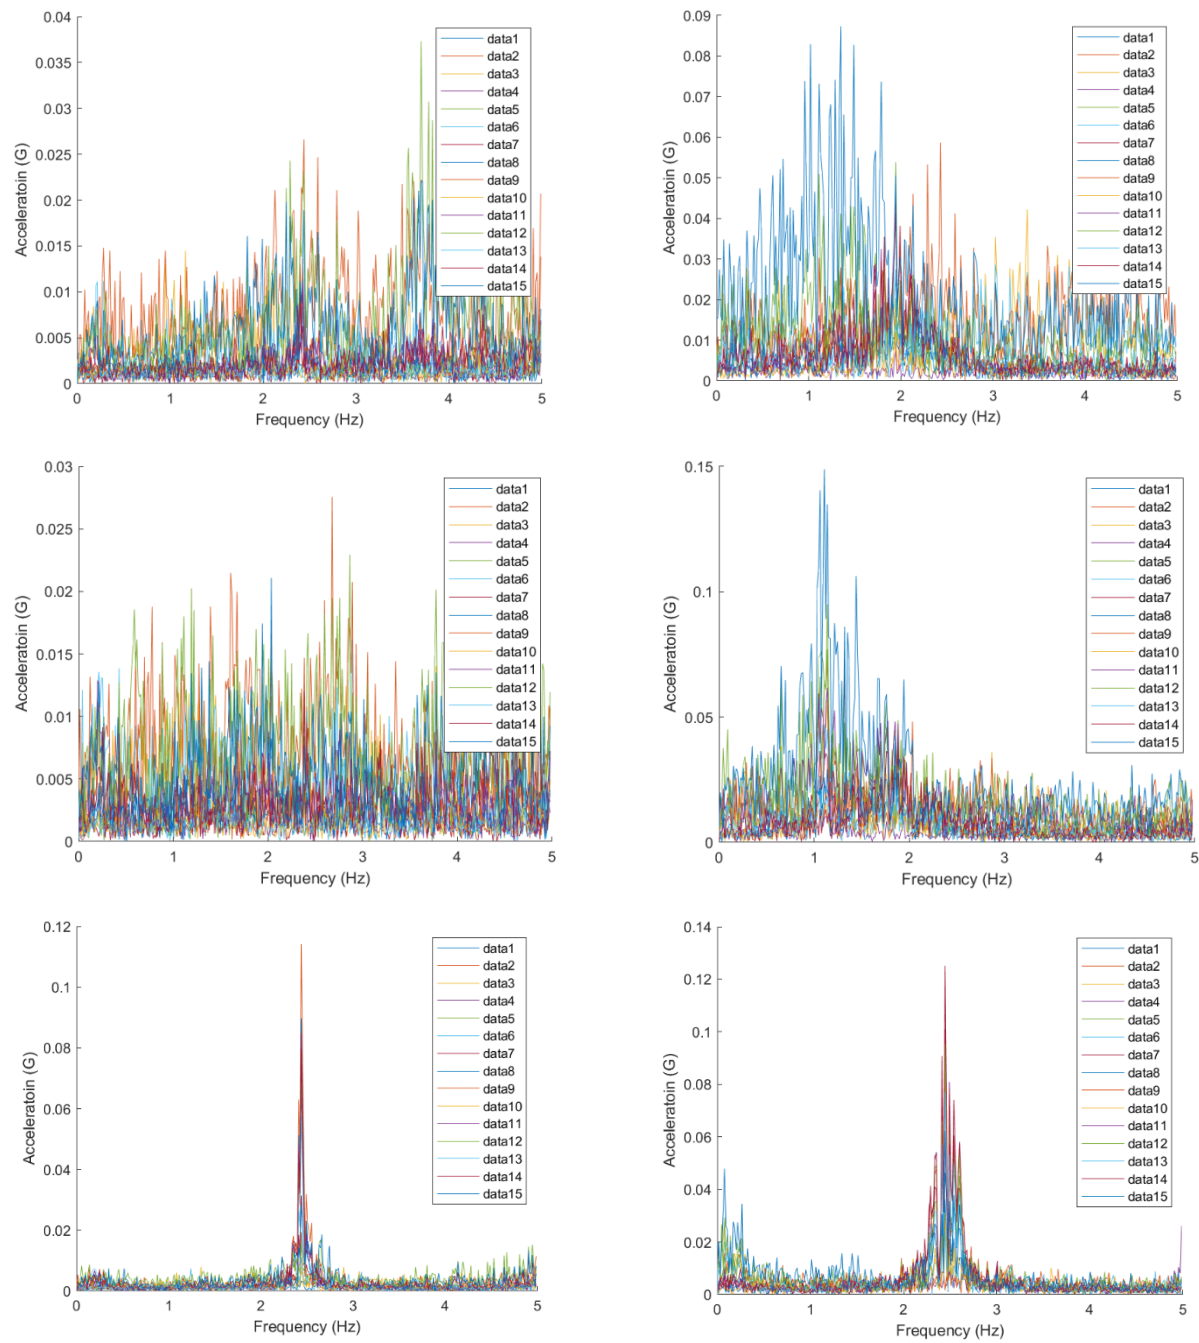 0.04
0.035
0.03
0.025
0.02
0.015
0.01
0.005
0
Acceleratoin (G)
0 1 2 3 4 5
Frequency (Hz)
data1
data2
data3
data4
data5
data6
data7
data8
data9
data10
data11
data12
data13
data14
data15
0.09
0.08
0.07
0.06
0.05
0.04
0.03
0.02
0.01
0
Acceleratoin (G)
0 1 2 3 4 5
Frequency (Hz)
data1
data2
data3
data4
data5
data6
data7
data8
data9
data10
data11
data12
data13
data14
data15
0.03
0.025
0.02
0.015
0.01
0.005
0
Acceleratoin (G)
0 1 2 3 4 5
Frequency (Hz)
data1
data2
data3
data4
data5
data6
data7
data8
data9
data10
data11
data12
data13
data14
data15
0.15
0.1
0.05
0
Acceleratoin (G)
0 1 2 3 4 5
Frequency (Hz)
data1
data2
data3
data4
data5
data6
data7
data8
data9
data10
data11
data12
data13
data14
data15
0.12
0.1
0.08
0.06
0.04
0.02
0
Acceleratoin (G)
0 1 2 3 4 5
Frequency (Hz)
data1
data2
data3
data4
data5
data6
data7
data8
data9
data10
data11
data12
data13
data14
data15
0.14
0.12
0.1
0.08
0.06
0.04
0.02
0
Acceleratoin (G)
0 1 2 3 4 5
Frequency (Hz)
data1
data2
data3
data4
data5
data6
data7
data8
data9
data10
data11
data12
data13
data14
data15